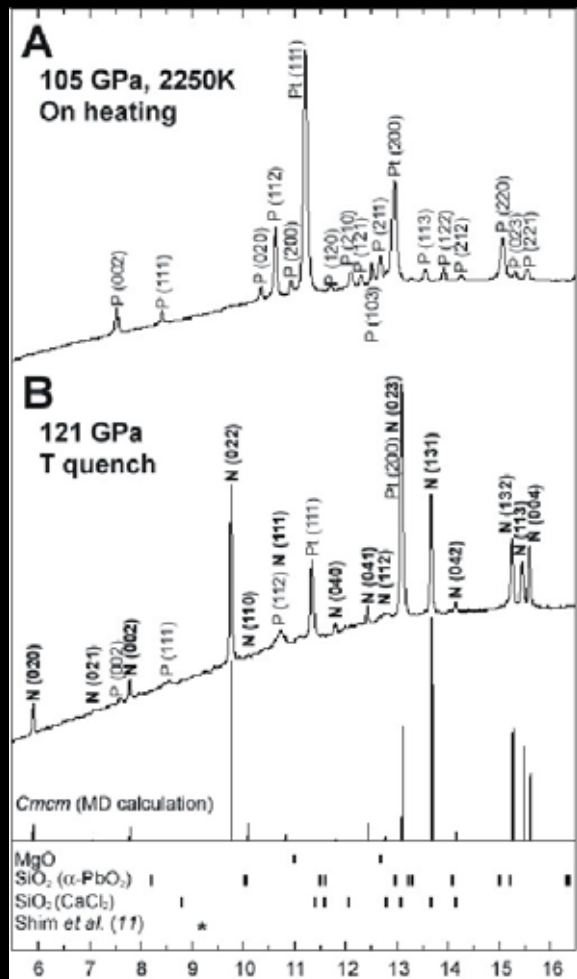 A
105 GPa, 2250K
On heating
P (002)
P (111)
P (020)
P (112)
P (200)
Pt (111)
P (120)
P (210)
P (121)
P (103)
P (211)
Pt (200)
P (113)
P (122)
P (212)
P (220)
P (023)
P (221)
B
121 GPa
T quench
N (020)
N (021)
P (002)
N (002)
P (111)
N (022)
N (110)
P (112)
N (111)
Pt (111)
N (040)
N (041)
N (112)
Pt (200) N (023)
N (131)
N (042)
N (132)
N (113)
N (004)
Cmcm (MD calculation)
MgO
SiO₂ (α-PbO₂)
SiO₂ (CaCl₂)
Shim et al. (11) *
6 7 8 9 10 11 12 13 14 15 16